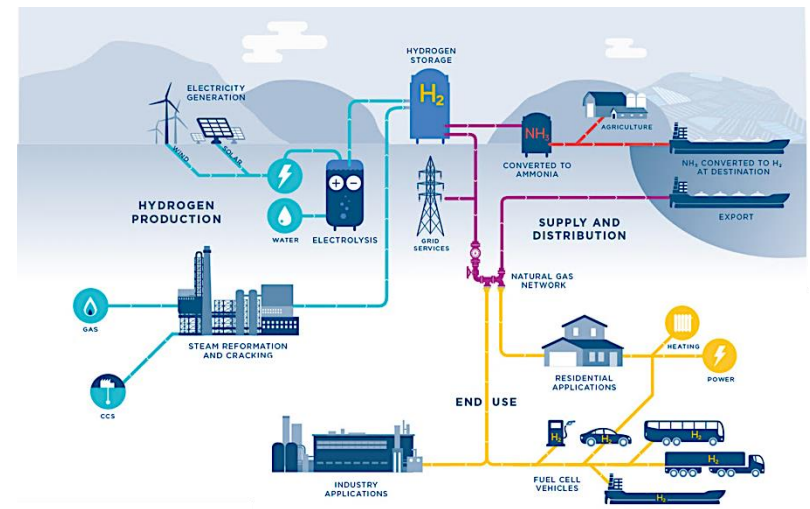 HYDROGEN
STORAGE
H₂
ELECTRICITY
GENERATION
WIND
SOLAR
NH₃
AGRICULTURE
CONVERTED TO
AMMONIA
NH₃ CONVERTED TO H₂
AT DESTINATION
HYDROGEN
PRODUCTION
WATER
ELECTROLYSIS
GRID
SERVICES
SUPPLY AND
DISTRIBUTION
EXPORT
NATURAL GAS
NETWORK
GAS
STEAM REFORMATION
AND CRACKING
CCS
RESIDENTIAL
APPLICATIONS
HEATING
POWER
END USE
H₂
H₂
H₂
H₂
INDUSTRY
APPLICATIONS
FUEL CELL
VEHICLES
H₂